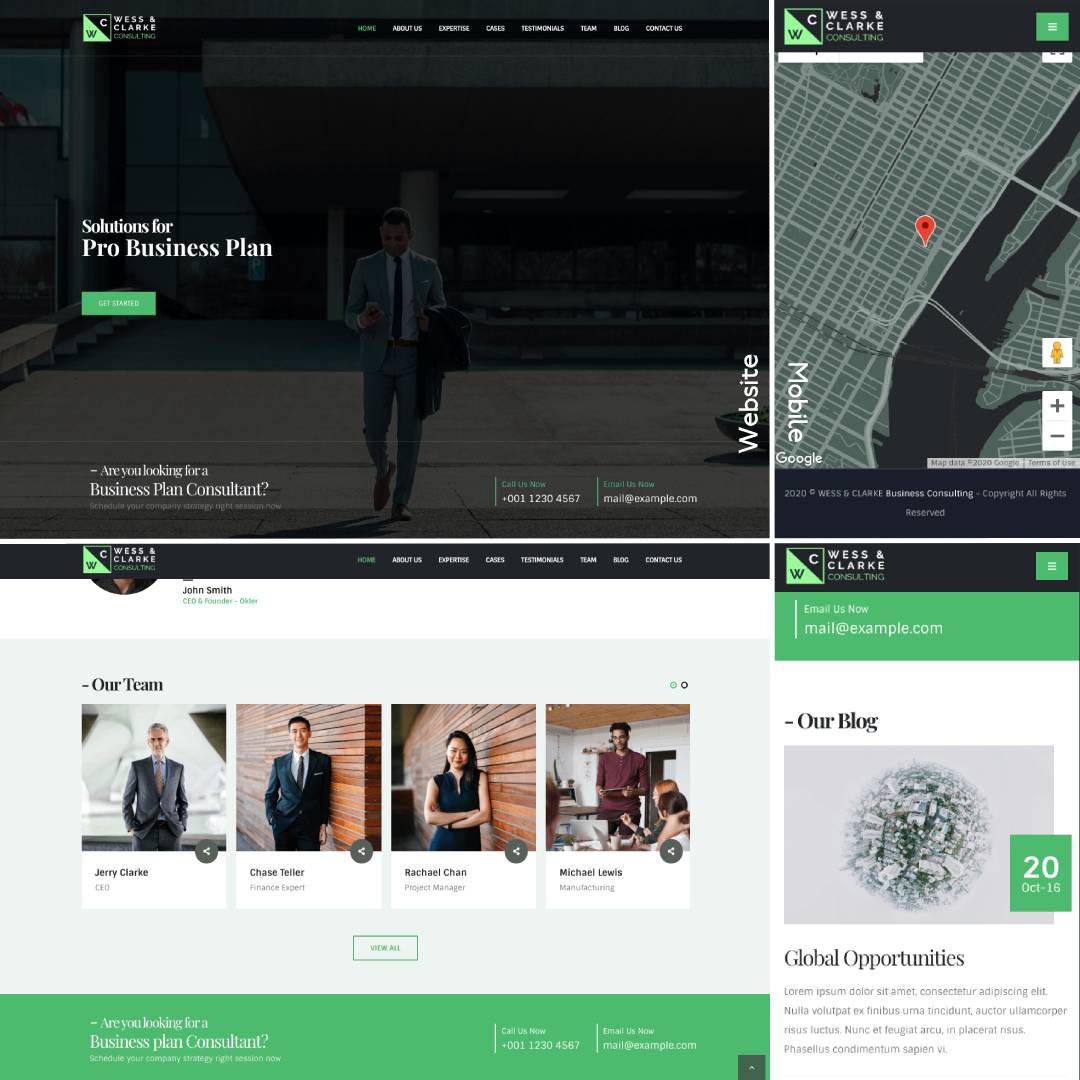 WESS &
CLARKE
CONSULTING
W C
HOME ABOUT US EXPERTISE CASES TESTIMONIALS TEAM BLOG CONTACT US
Solutions for
Pro Business Plan
GET STARTED
Website
– Are you looking for a
Business Plan Consultant?
Schedule your company strategy right session now
Call Us Now
+001 1230 4567
Email Us Now
mail@example.com
W C
WESS &
CLARKE
CONSULTING
Mobile
Google
Map data ©2020 Google Terms of Use
2020 © WESS & CLARKE Business Consulting - Copyright All Rights
Reserved
W C
WESS &
CLARKE
CONSULTING
HOME ABOUT US EXPERTISE CASES TESTIMONIALS TEAM BLOG CONTACT US
John Smith
CEO & Founder - Okler
- Our Team
Jerry Clarke
CEO
Chase Teller
Finance Expert
Rachael Chan
Project Manager
Michael Lewis
Manufacturing
VIEW ALL
– Are you looking for a
Business plan Consultant?
Schedule your company strategy right session now
Call Us Now
+001 1230 4567
Email Us Now
mail@example.com
W C
WESS &
CLARKE
CONSULTING
Email Us Now
mail@example.com
- Our Blog
20
Oct-16
Global Opportunities
Lorem ipsum dolor sit amet, consectetur adipiscing elit.
Nulla volutpat ex finibus urna tincidunt, auctor ullamcorper
risus luctus. Nunc et feugiat arcu, in placerat risus.
Phasellus condimentum sapien vi.